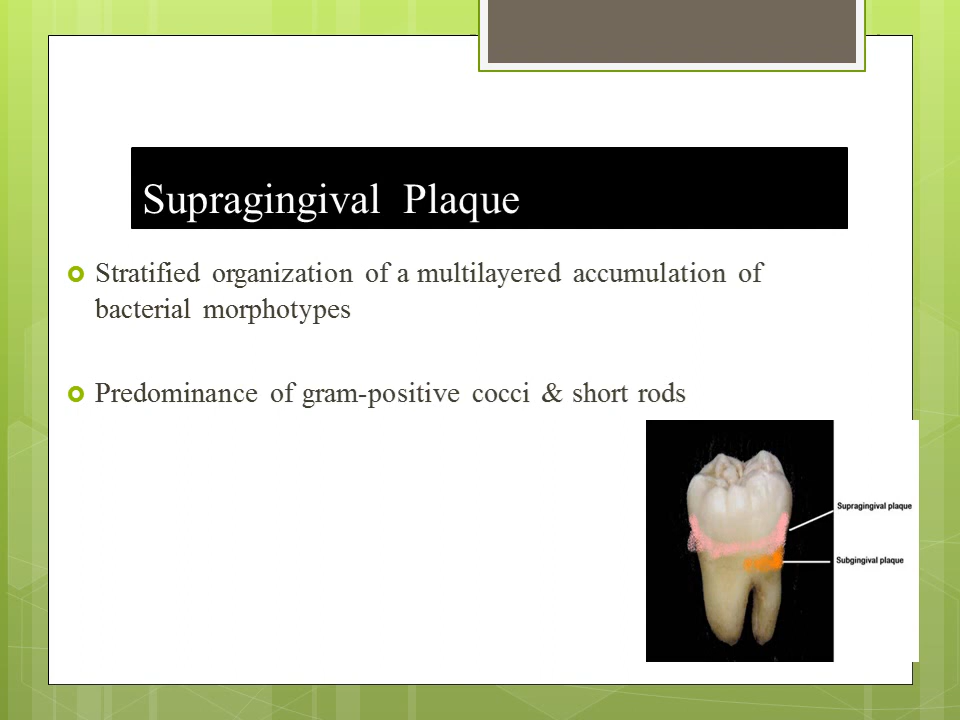 Supragingival Plaque
Stratified organization of a multilayered accumulation of
bacterial morphotypes
Predominance of gram-positive cocci & short rods
Supragingival plaque
Subgingival plaque